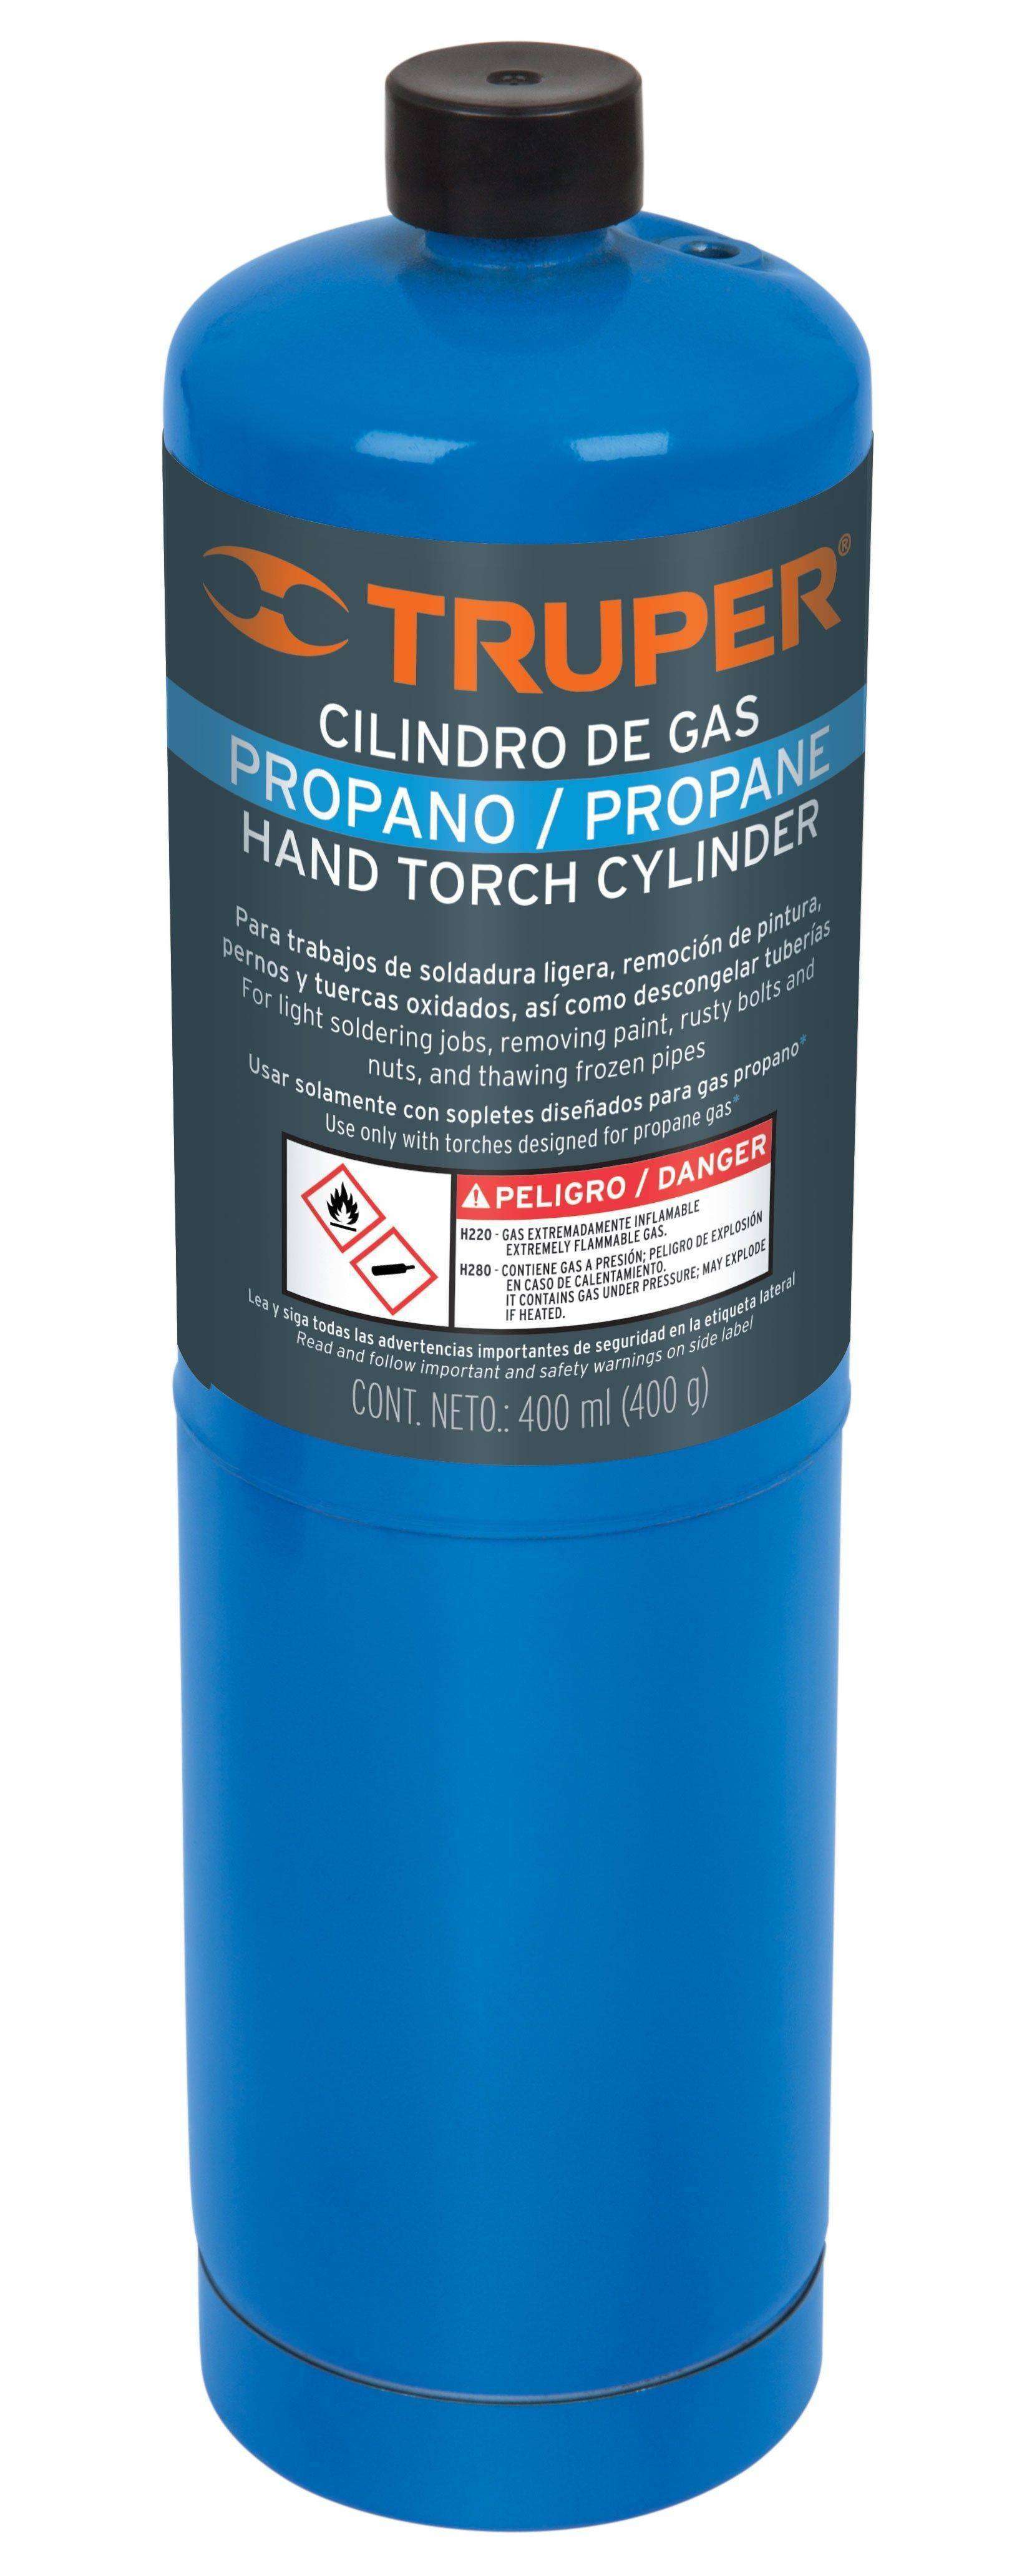 TRUPER®
CILINDRO DE GAS
PROPANO / PROPANE
HAND TORCH CYLINDER
Para trabajos de soldadura ligera, remoción de pintura,
pernos y tuercas oxidados, así como descongelar tuberías
For light soldering jobs, removing paint, rusty bolts and
nuts, and thawing frozen pipes
Usar solamente con sopletes diseñados para gas propano*
Use only with torches designed for propane gas*
PELIGRO / DANGER
H220 - GAS EXTREMADAMENTE INFLAMABLE
EXTREMELY FLAMMABLE GAS.
H280 - CONTIENE GAS A PRESIÓN; PELIGRO DE EXPLOSIÓN
EN CASO DE CALENTAMIENTO.
IT CONTAINS GAS UNDER PRESSURE; MAY EXPLODE
IF HEATED.
Lea y siga todas las advertencias importantes de seguridad en la etiqueta lateral
Read and follow important and safety warnings on side label
CONT. NETO.: 400 ml (400 g)